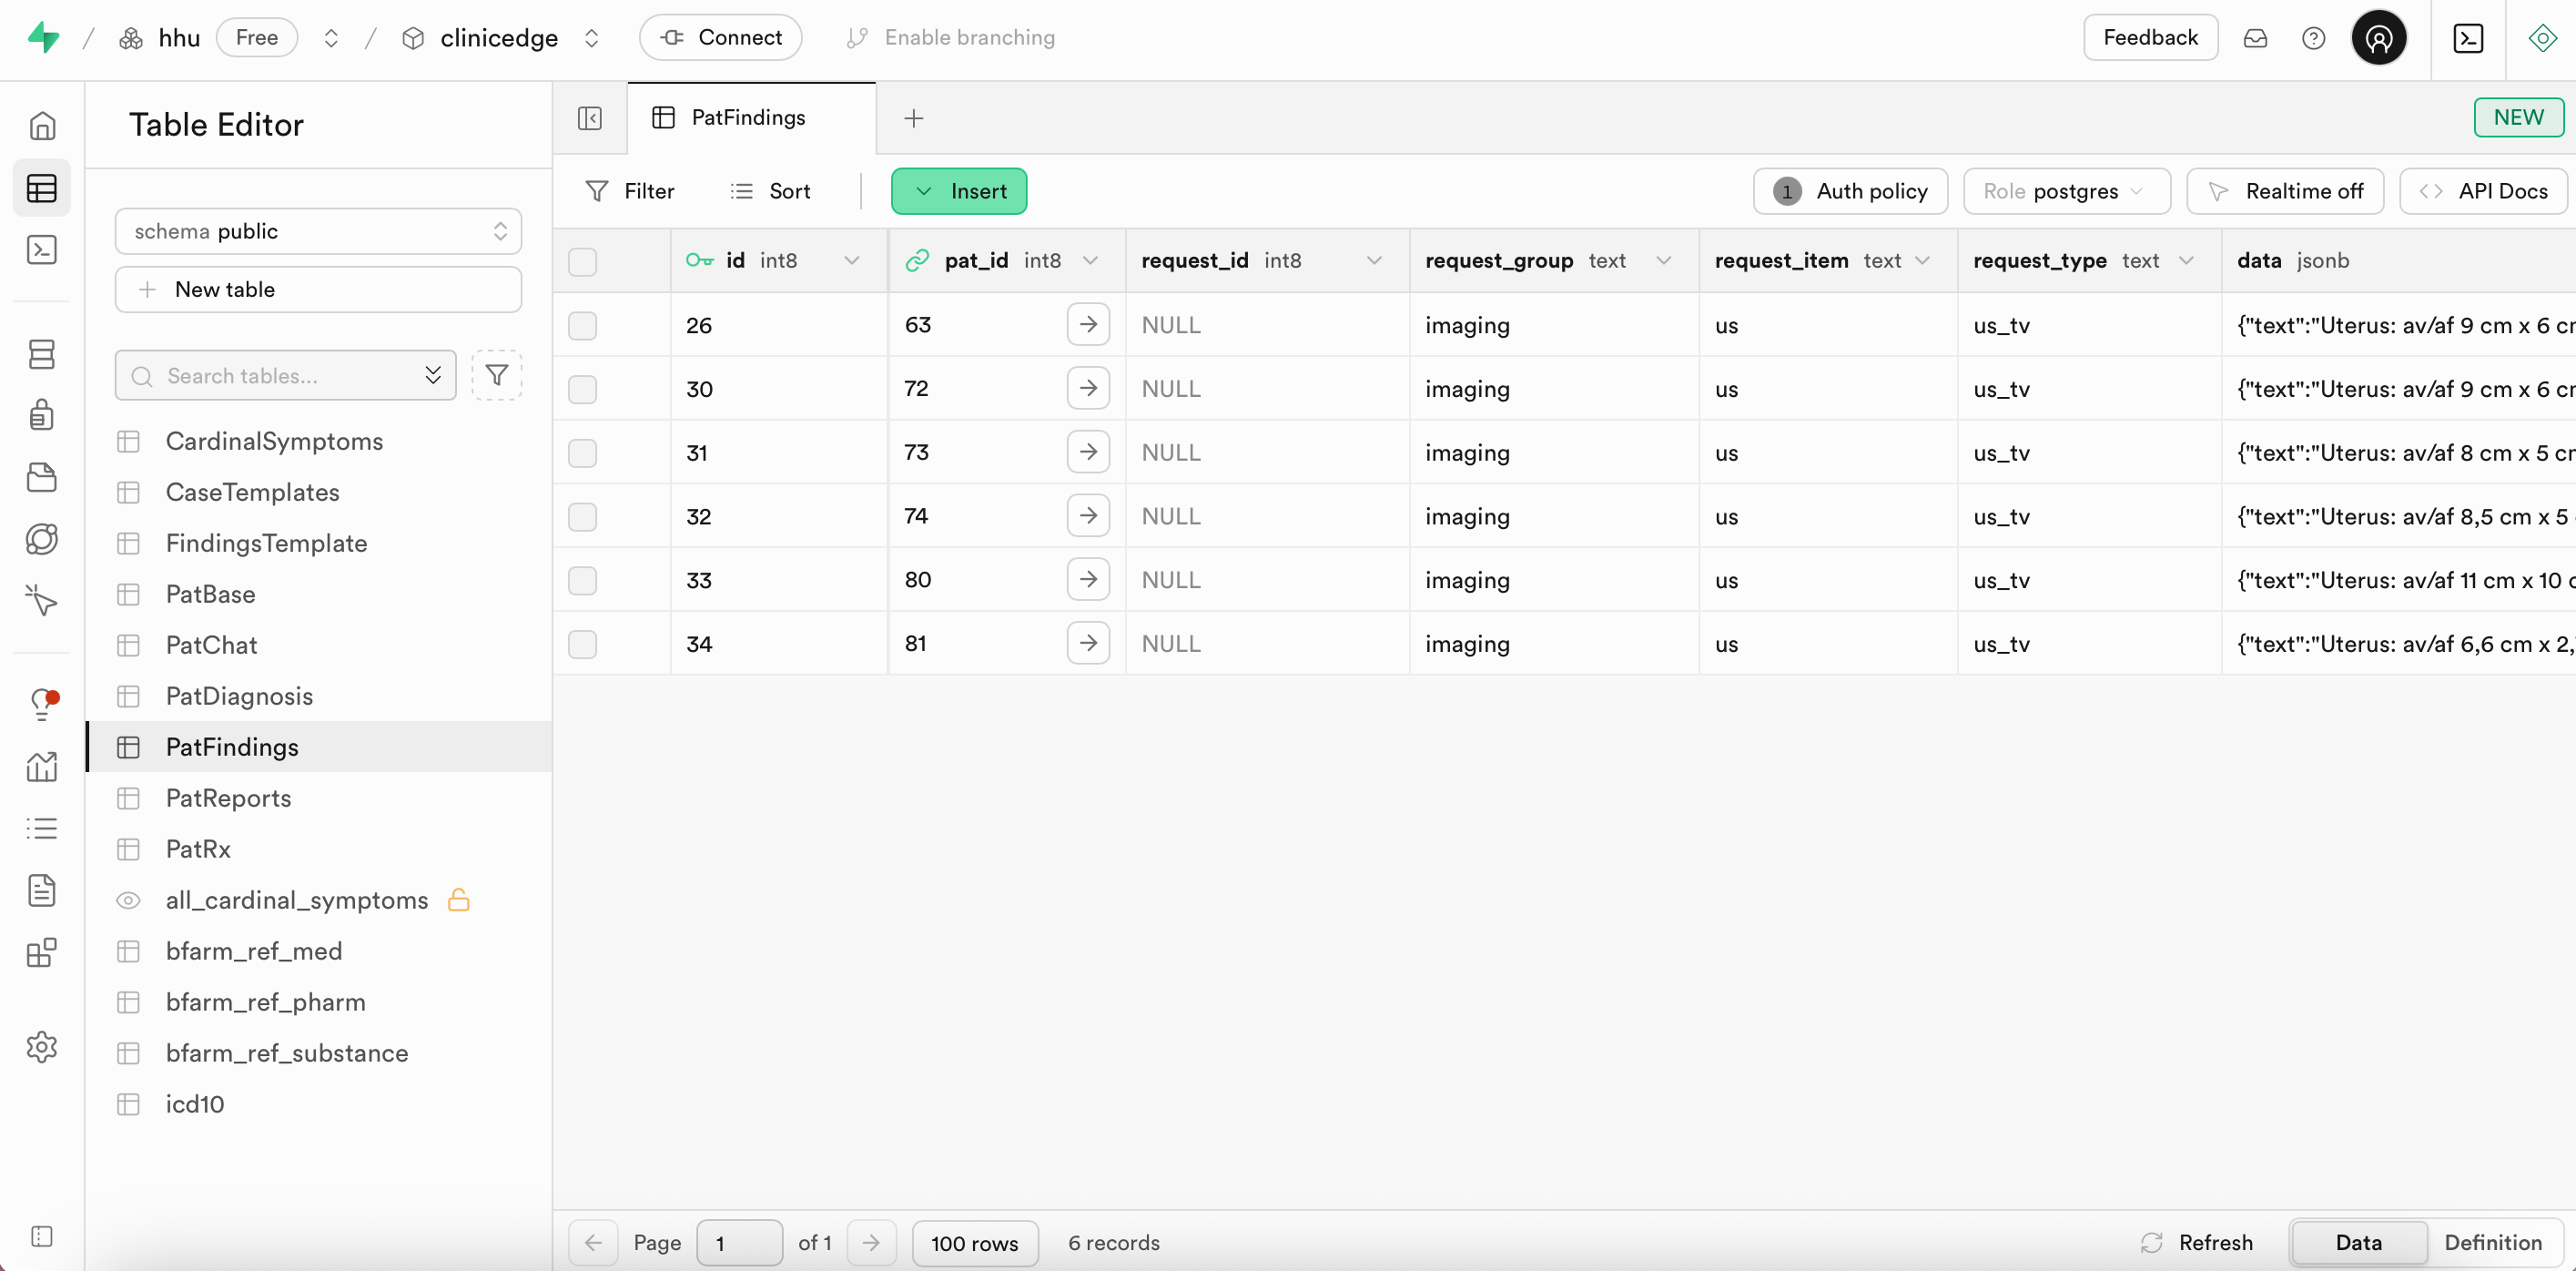 / hhu Free / clinicedge Connect Enable branching Feedback
Table Editor
PatFindings
NEW
Filter Sort Insert 1 Auth policy Role postgres Realtime off API Docs
schema public
New table
Search tables...
CardinalSymptoms
CaseTemplates
FindingsTemplate
PatBase
PatChat
PatDiagnosis
PatFindings
PatReports
PatRx
all_cardinal_symptoms
bfarm_ref_med
bfarm_ref_pharm
bfarm_ref_substance
icd10
id int8 pat_id int8 request_id int8 request_group text request_item text request_type text data jsonb
26 63 NULL imaging us us_tv {"text":"Uterus: av/af 9 cm x 6 cm
30 72 NULL imaging us us_tv {"text":"Uterus: av/af 9 cm x 6 cm
31 73 NULL imaging us us_tv {"text":"Uterus: av/af 8 cm x 5 cm
32 74 NULL imaging us us_tv {"text":"Uterus: av/af 8,5 cm x 5
33 80 NULL imaging us us_tv {"text":"Uterus: av/af 11 cm x 10 c
34 81 NULL imaging us us_tv {"text":"Uterus: av/af 6,6 cm x 2,
Page 1 of 1 100 rows 6 records Refresh Data Definition